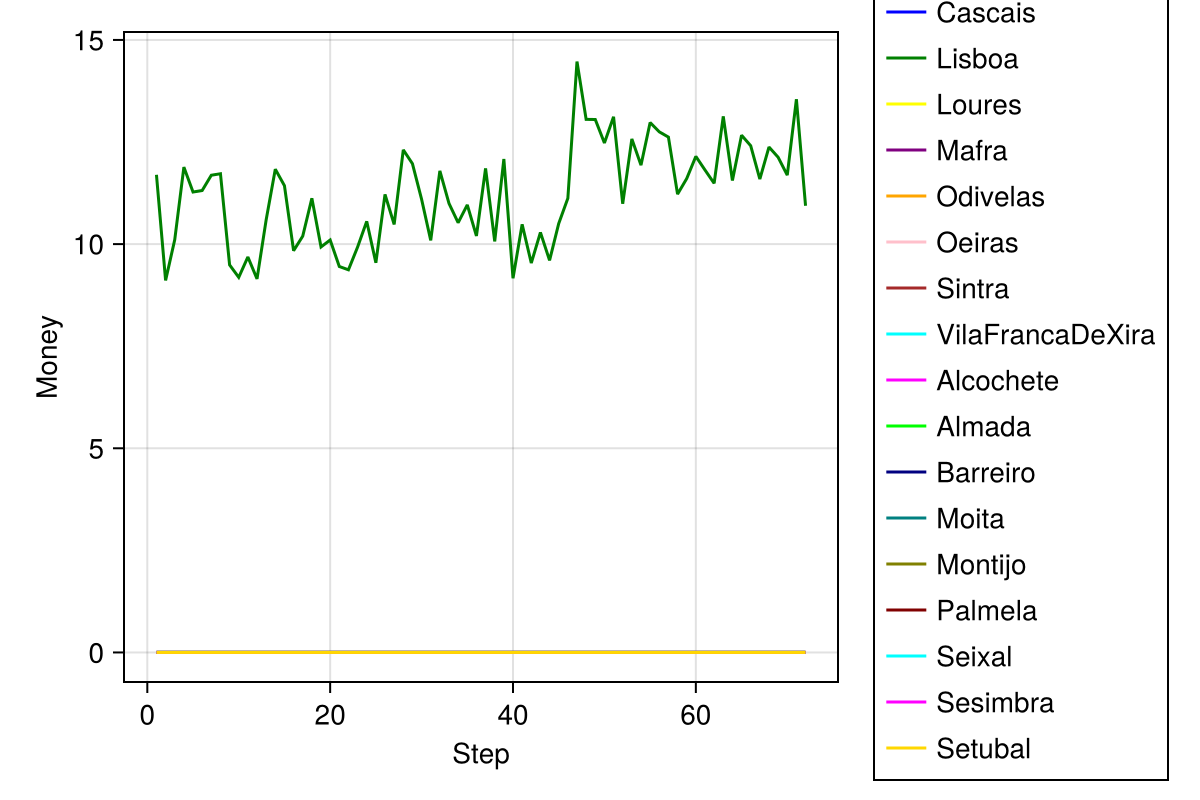 15
10
5
0
Money
0 20 40 60
Step
Cascais
Lisboa
Loures
Mafra
Odivelas
Oeiras
Sintra
VilaFrancaDeXira
Alcochete
Almada
Barreiro
Moita
Montijo
Palmela
Seixal
Sesimbra
Setubal